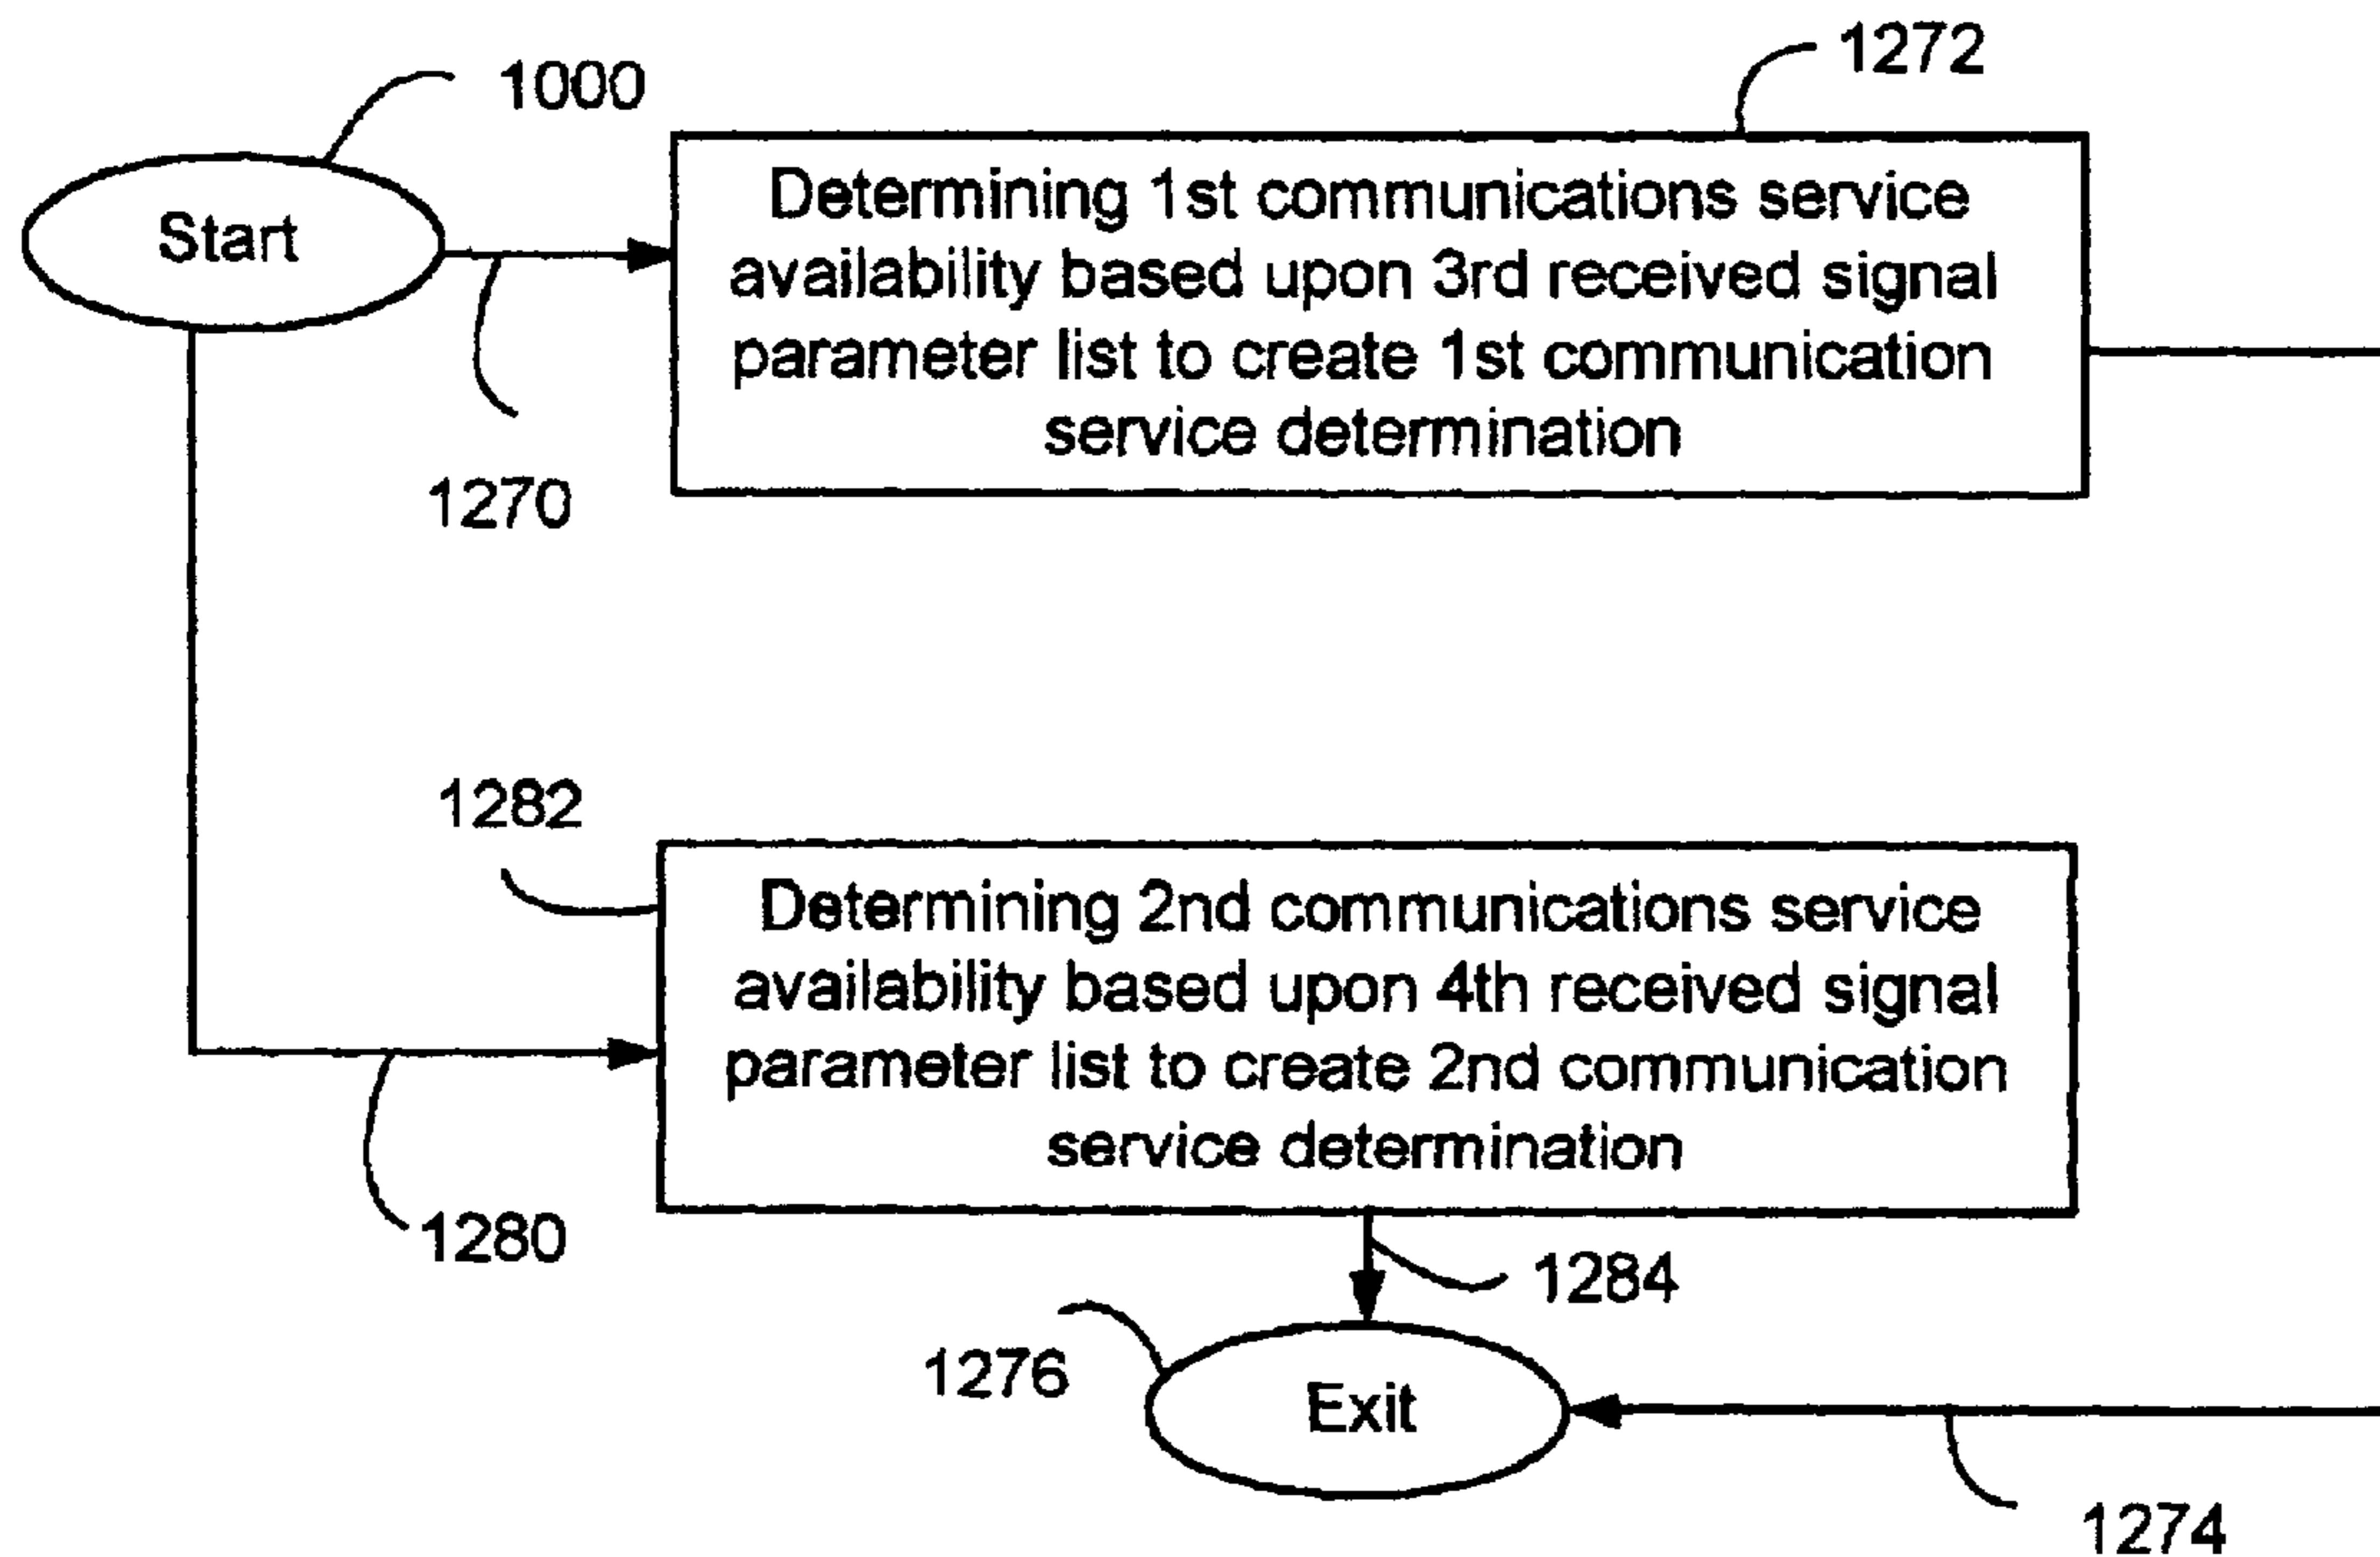 1000
1272
Start
Determining 1st communications service
availability based upon 3rd received signal
parameter list to create 1st communication
service determination
1270
1282
Determining 2nd communications service
availability based upon 4th received signal
parameter list to create 2nd communication
service determination
1280
1284
1276
Exit
1274